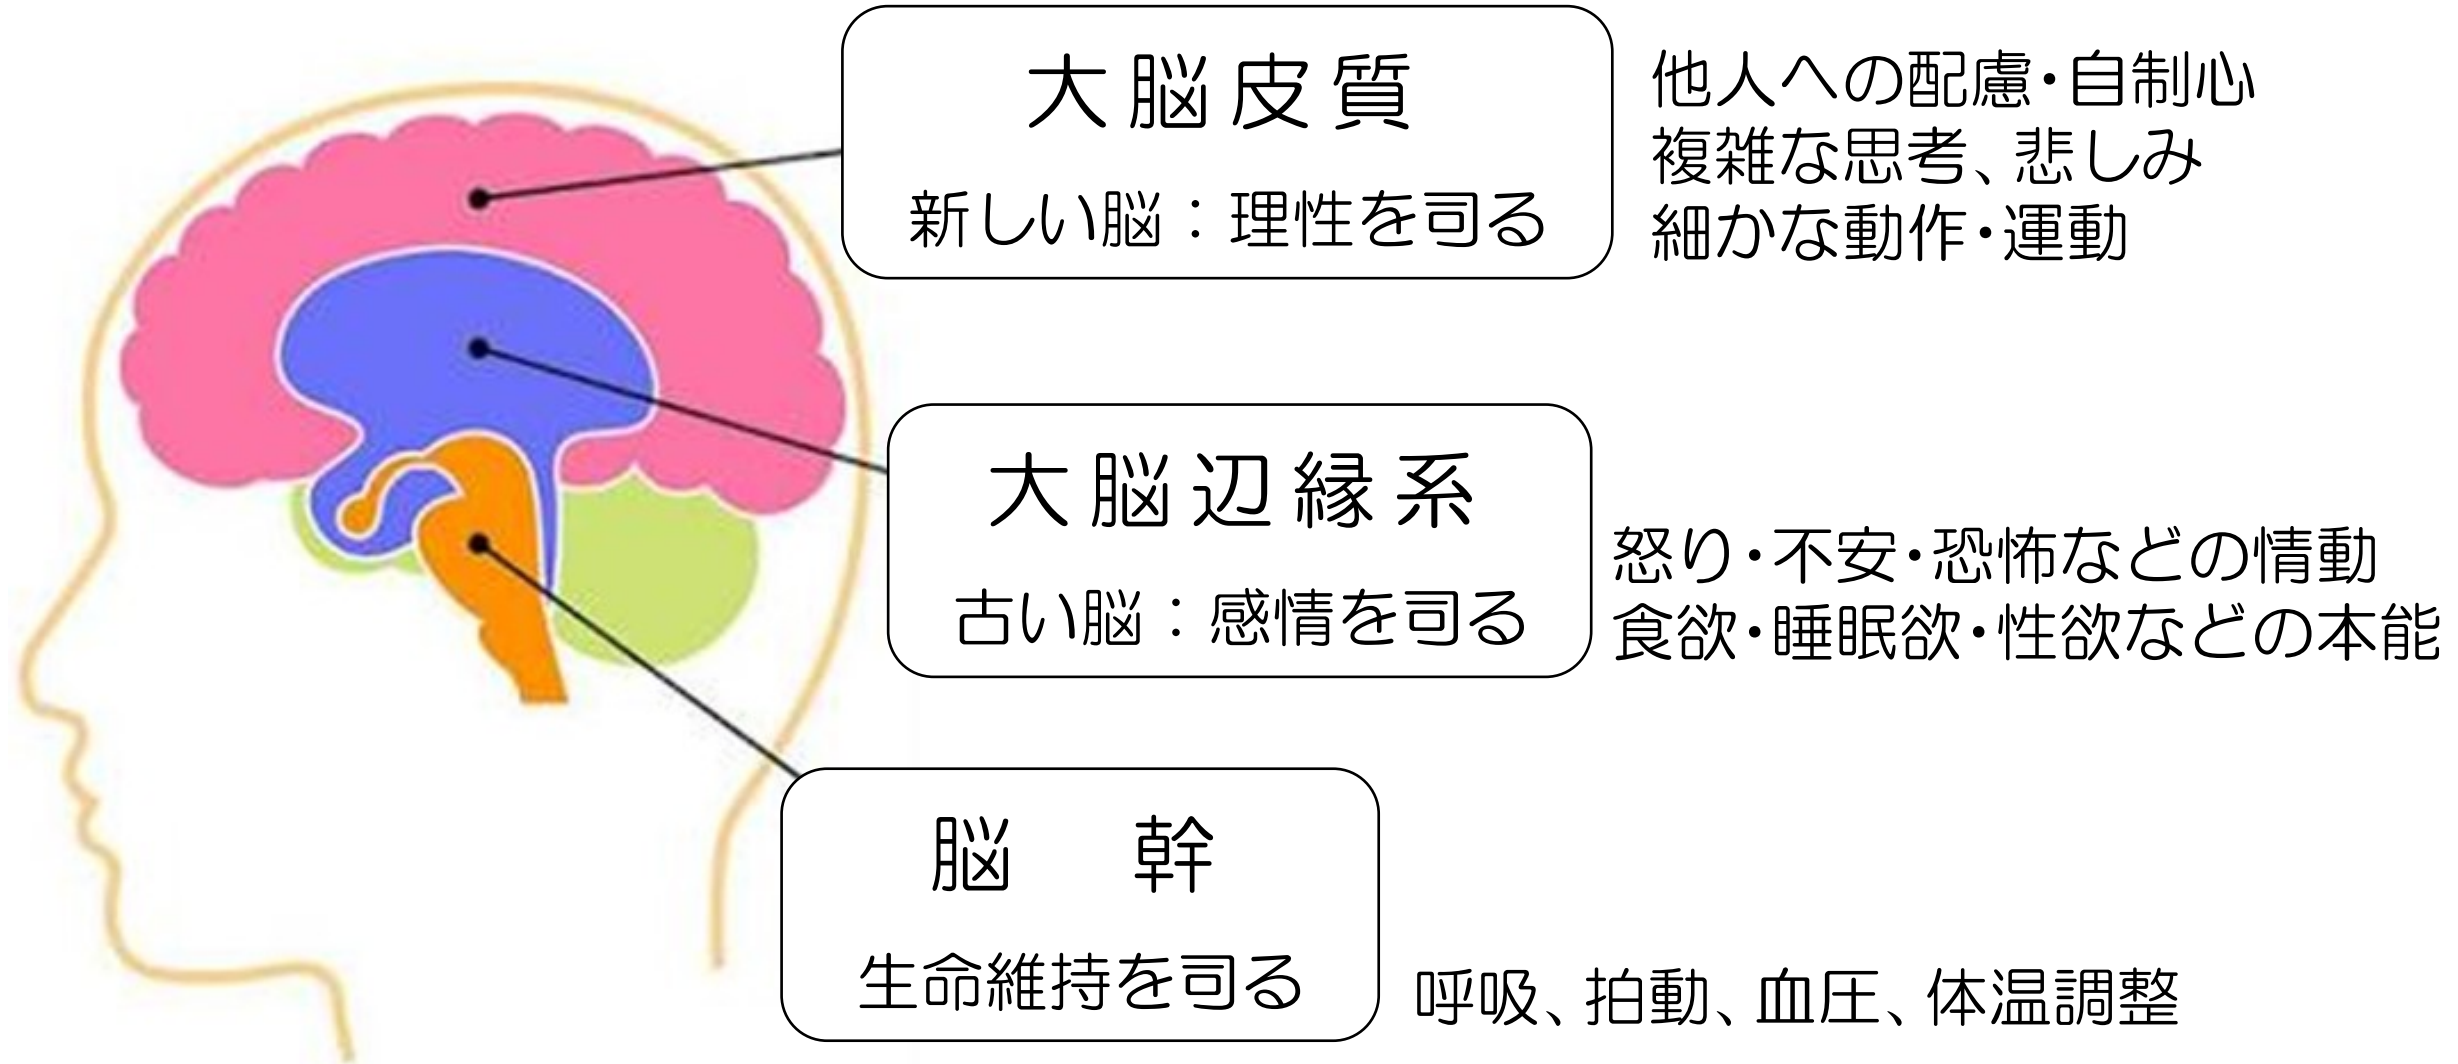 大脳皮質
新しい脳：理性を司る
他人への配慮・自制心
複雑な思考、悲しみ
細かな動作・運動
大脳辺縁系
古い脳：感情を司る
怒り・不安・恐怖などの情動
食欲・睡眠欲・性欲などの本能
脳　幹
生命維持を司る
呼吸、拍動、血圧、体温調整